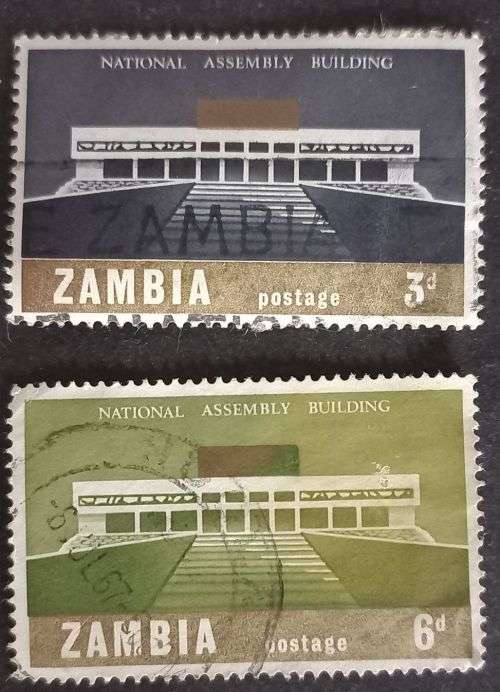 NATIONAL ASSEMBLY BUILDING
ZAMBIA
ZAMBIA postage 3d
NATIONAL ASSEMBLY BUILDING
ZAMBIA postage 6d